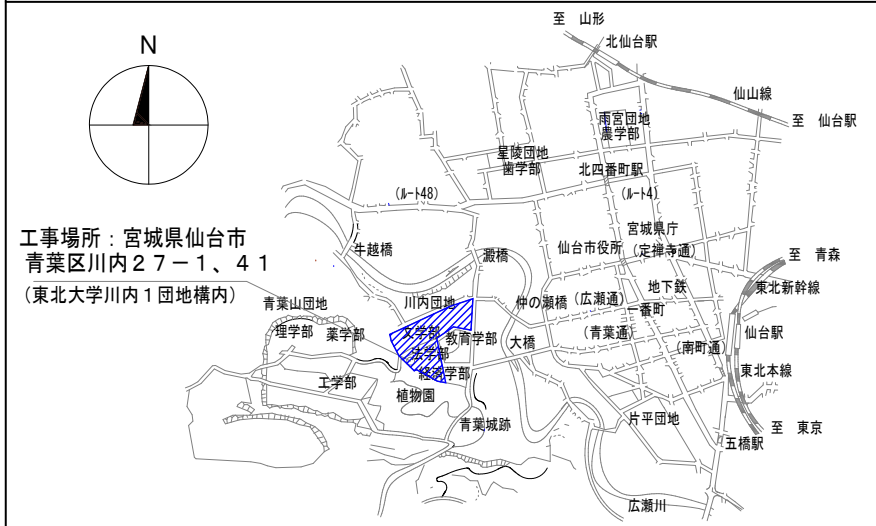 至 山形
北仙台駅
N
仙山線
至 仙台駅
雨宮団地
農学部
星陵団地
歯学部
北四番町駅
(ﾙｰﾄ48)
(ﾙｰﾄ4)
工事場所：宮城県仙台市
青葉区川内２７－１、４１
(東北大学川内１団地構内)
宮城県庁
牛越橋
澱橋
仙台市役所
(定禅寺通)
至 青森
東北新幹線
青葉山団地
川内団地
仲の瀬橋
(広瀬通)
地下鉄
一番町
理学部
薬学部
文学部
教育学部
大橋
(青葉通)
仙台駅
法学部
(南町通)
工学部
経済学部
東北本線
植物園
青葉城跡
片平団地
至 東京
五橋駅
広瀬川